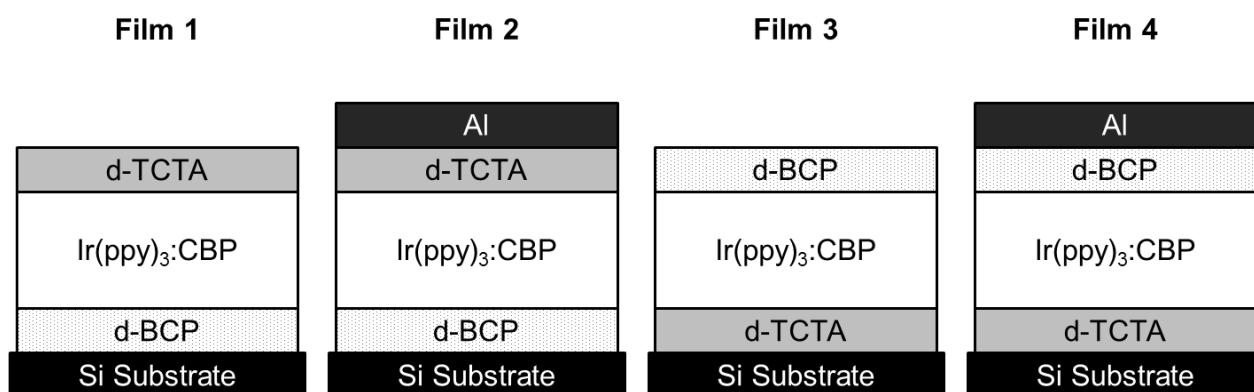 Film 1
Film 2
Film 3
Film 4
d-TCTA
Ir(ppy)₃:CBP
d-BCP
Si Substrate
Al
d-TCTA
Ir(ppy)₃:CBP
d-BCP
Si Substrate
d-BCP
Ir(ppy)₃:CBP
d-TCTA
Si Substrate
Al
d-BCP
Ir(ppy)₃:CBP
d-TCTA
Si Substrate